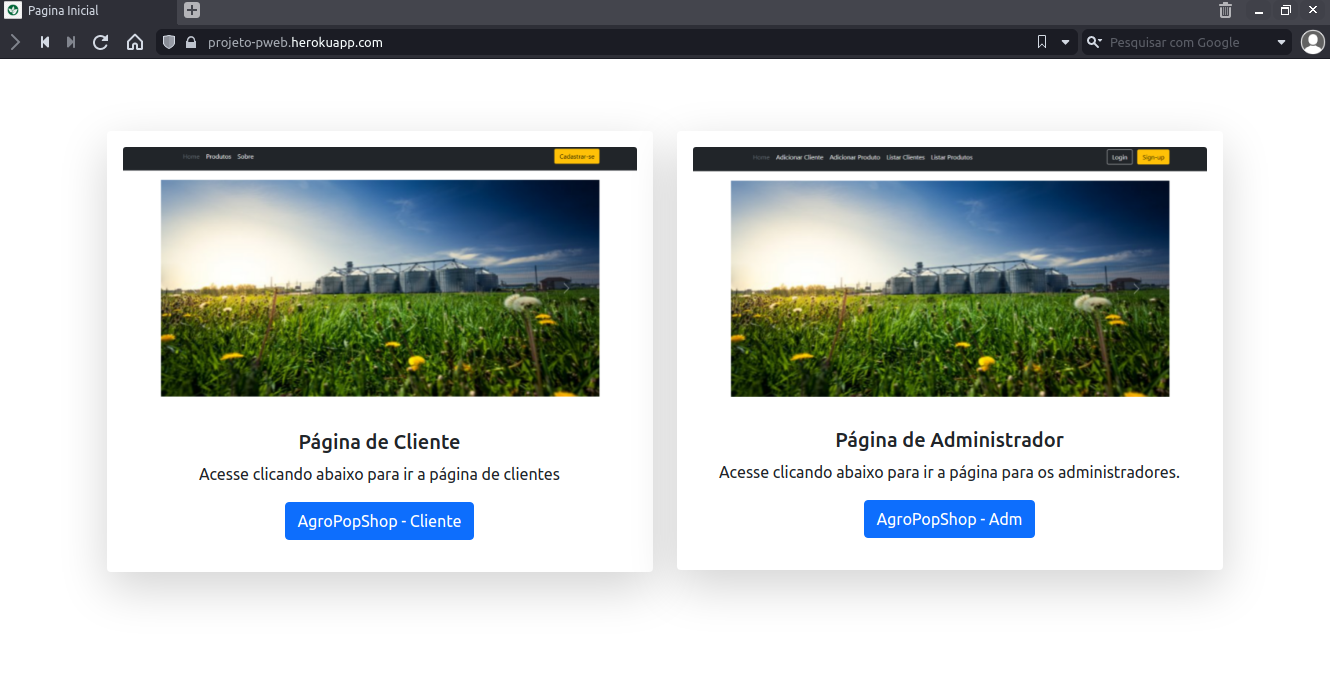 Pagina Inicial
projeto-pweb.herokuapp.com
Pesquisar com Google
Home Produtos Sobre
Cadastrar-se
Página de Cliente
Acesse clicando abaixo para ir a página de clientes
AgroPopShop - Cliente
Home Adicionar Cliente Adicionar Produto Listar Clientes Listar Produtos
Login Sign-up
Página de Administrador
Acesse clicando abaixo para ir a página para os administradores.
AgroPopShop - Adm